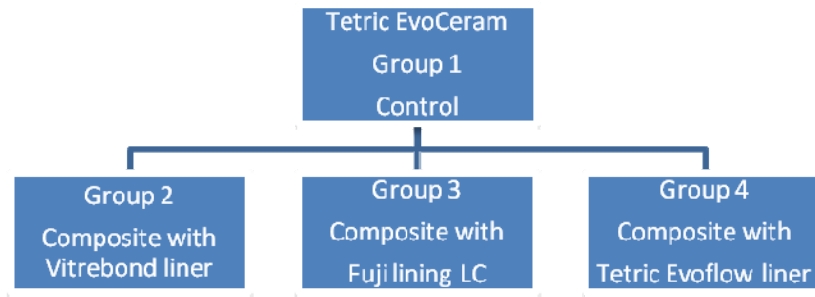 Tetric EvoCeram
Group 1
Control
Group 2
Composite with
Vitrebond liner
Group 3
Composite with
Fuji lining LC
Group 4
Composite with
Tetric Evoflow liner